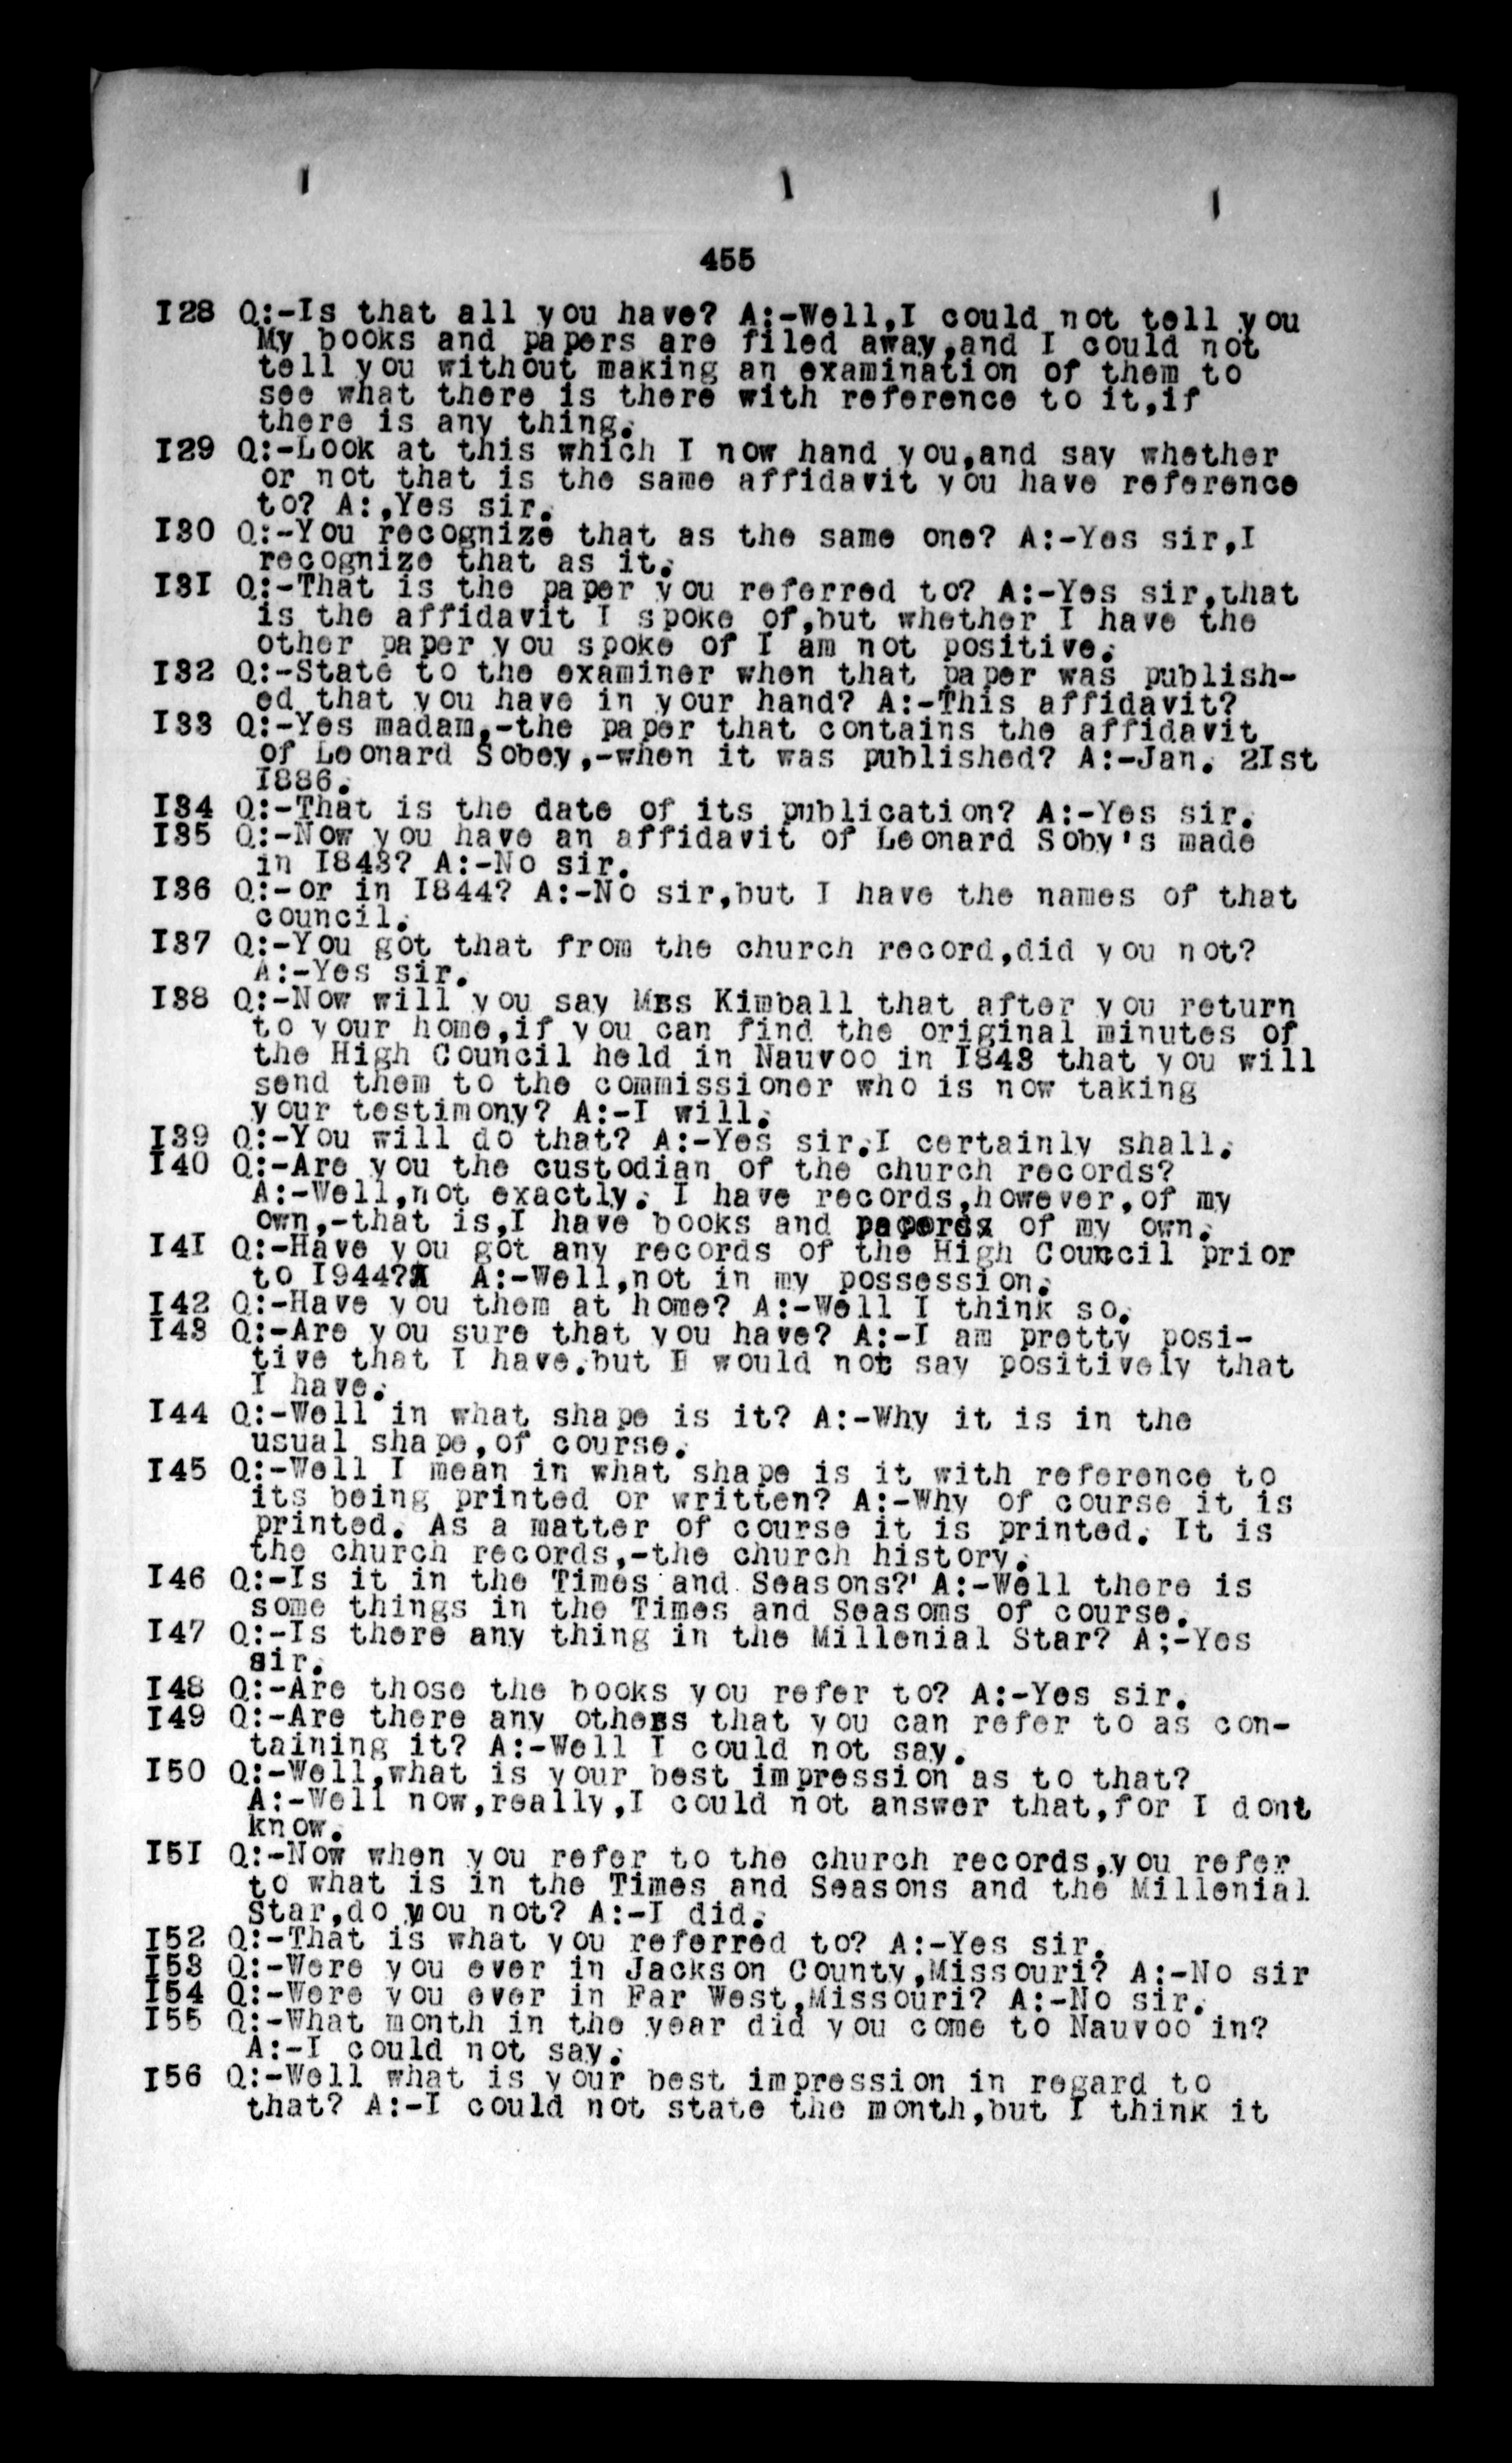 455
I28 Q:-Is that all you have? A:-Well,I could not tell you
My books and papers are filed away,and I could not
tell you without making an examination of them to
see what there is there with reference to it,if
there is any thing.
I29 Q:-Look at this which I now hand you,and say whether
or not that is the same affidavit you have reference
to? A:,Yes sir.
I30 Q:-You recognize that as the same one? A:-Yes sir,I
recognize that as it.
I3I Q:-That is the paper you referred to? A:-Yes sir,that
is the affidavit I spoke of,but whether I have the
other paper you spoke of I am not positive.
I32 Q:-State to the examiner when that paper was publish-
ed that you have in your hand? A:-This affidavit?
I33 Q:-Yes madam,-the paper that contains the affidavit
of Leonard Sobey,-when it was published? A:-Jan. 2Ist
I886.
I34 Q:-That is the date of its publication? A:-Yes sir.
I35 Q:-Now you have an affidavit of Leonard Soby's made
in I843? A:-No sir.
I36 Q:-or in I844? A:-No sir,but I have the names of that
council.
I37 Q:-You got that from the church record,did you not?
A:-Yes sir.
I38 Q:-Now will you say Mrs Kimball that after you return
to your home,if you can find the original minutes of
the High Council held in Nauvoo in I843 that you will
send them to the commissioner who is now taking
your testimony? A:-I will.
I39 Q:-You will do that? A:-Yes sir.I certainly shall.
I40 Q:-Are you the custodian of the church records?
A:-Well,not exactly. I have records,however,of my
own,-that is,I have books and papersx of my own.
I4I Q:-Have you got any records of the High Council prior
to I944? A:-Well,not in my possession.
I42 Q:-Have you them at home? A:-Well I think so.
I43 Q:-Are you sure that you have? A:-I am pretty posi-
tive that I have.but I would not say positively that
I have.
I44 Q:-Well in what shape is it? A:-Why it is in the
usual shape,of course.
I45 Q:-Well I mean in what shape is it with reference to
its being printed or written? A:-Why of course it is
printed. As a matter of course it is printed. It is
the church records,-the church history.
I46 Q:-Is it in the Times and Seasons?' A:-Well there is
some things in the Times and Seasoms of course.
I47 Q:-Is there any thing in the Millenial Star? A;-Yes
sir.
I48 Q:-Are those the books you refer to? A:-Yes sir.
I49 Q:-Are there any others that you can refer to as con-
taining it? A:-Well I could not say.
I50 Q:-Well,what is your best impression as to that?
A:-Well now,really,I could not answer that,for I dont
know.
I5I Q:-Now when you refer to the church records,you refer
to what is in the Times and Seasons and the Millenial
Star,do you not? A:-I did.
I52 Q:-That is what you referred to? A:-Yes sir.
I53 Q:-Were you ever in Jackson County,Missouri? A:-No sir
I54 Q:-Were you ever in Far West,Missouri? A:-No sir.
I55 Q:-What month in the year did you come to Nauvoo in?
A:-I could not say.
I56 Q:-Well what is your best impression in regard to
that? A:-I could not state the month,but I think it